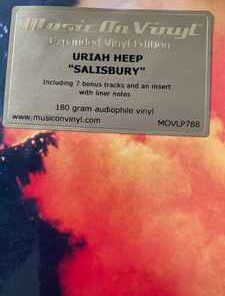 Music On Vinyl
Expanded Vinyl Edition
URIAH HEEP
"SALISBURY"
Including 7 bonus tracks and an insert
with liner notes
180 gram audiophile vinyl
www.musiconvinyl.com MOVLP788